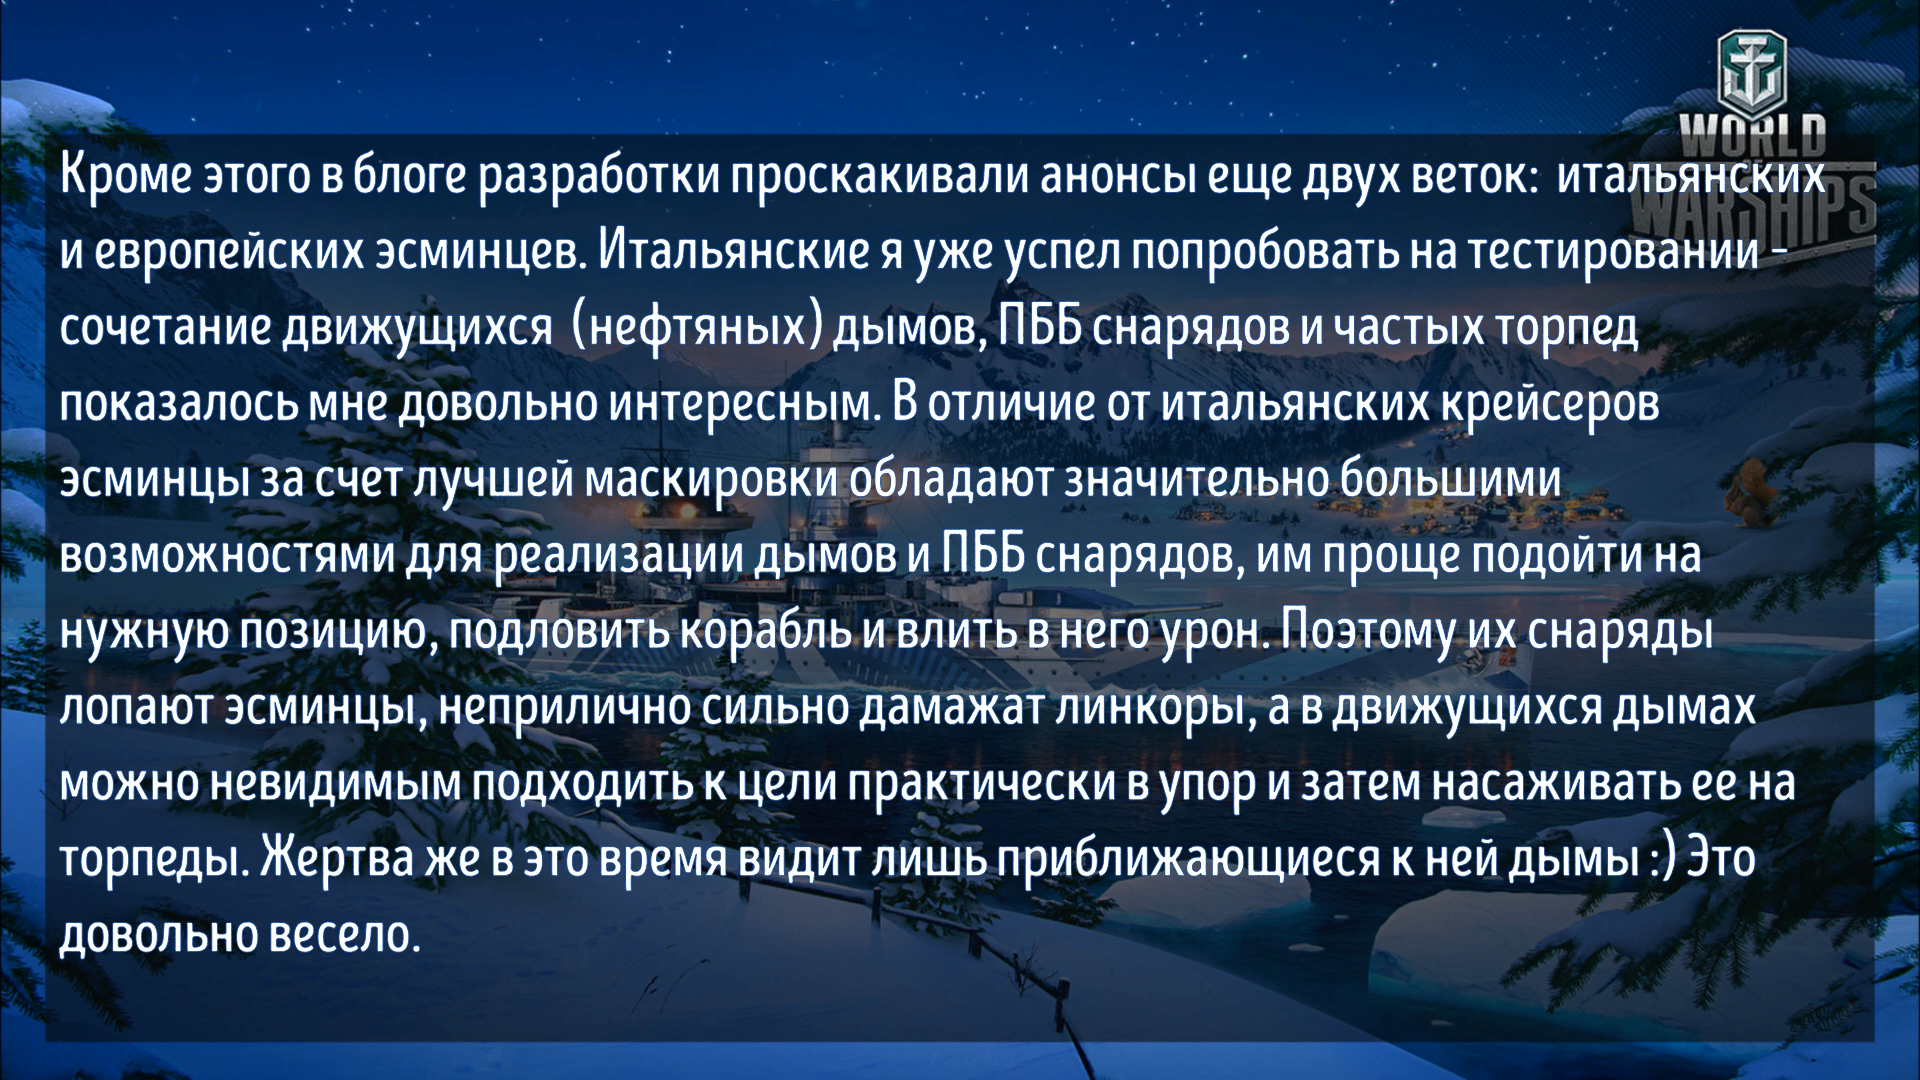 WORLD
OF
WARSHIPS
Кроме этого в блоге разработки проскакивали анонсы еще двух веток: итальянских
и европейских эсминцев. Итальянские я уже успел попробовать на тестировании -
сочетание движущихся (нефтяных) дымов, ПББ снарядов и частых торпед
показалось мне довольно интересным. В отличие от итальянских крейсеров
эсминцы за счет лучшей маскировки обладают значительно большими
возможностями для реализации дымов и ПББ снарядов, им проще подойти на
нужную позицию, подловить корабль и влить в него урон. Поэтому их снаряды
лопают эсминцы, неприлично сильно дамажат линкоры, а в движущихся дымах
можно невидимым подходить к цели практически в упор и затем насаживать ее на
торпеды. Жертва же в это время видит лишь приближающиеся к ней дымы :) Это
довольно весело.